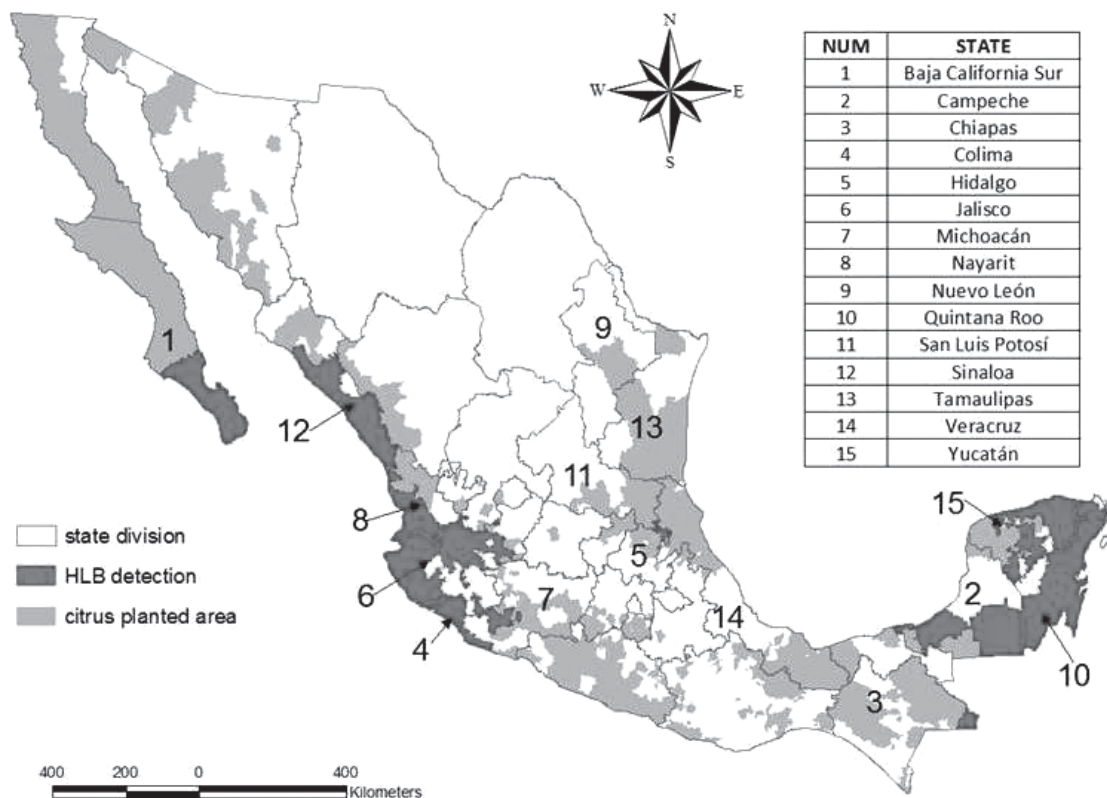 N
W E
S
NUM STATE
1 Baja California Sur
2 Campeche
3 Chiapas
4 Colima
5 Hidalgo
6 Jalisco
7 Michoacán
8 Nayarit
9 Nuevo León
10 Quintana Roo
11 San Luis Potosí
12 Sinaloa
13 Tamaulipas
14 Veracruz
15 Yucatán
1
9
12
13
11
8
15
5
6
7
2
14
4
10
3
state division
HLB detection
citrus planted area
400 200 0 400
Kilometers